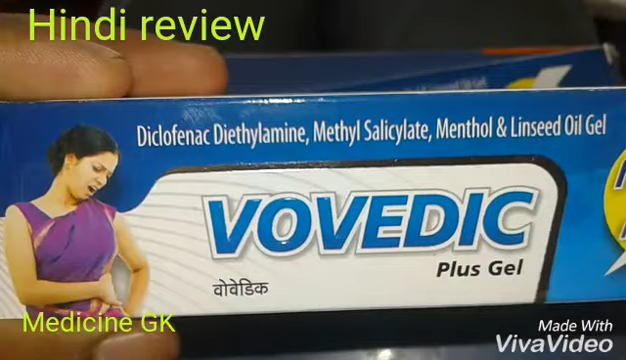 Hindi review
Diclofenac Diethylamine, Methyl Salicylate, Menthol & Linseed Oil Gel
VOVEDIC
Plus Gel
वोवेडिक
Medicine GK
Made With
VivaVideo